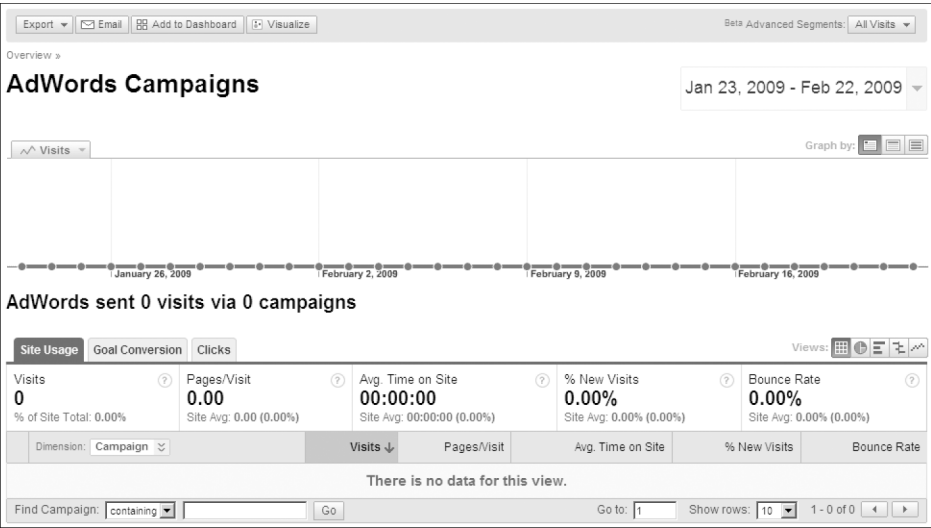 Export Email Add to Dashboard Visualize Beta Advanced Segments: All Visits
Overview »
AdWords Campaigns
Jan 23, 2009 - Feb 22, 2009
Visits Graph by:
January 26, 2009 February 2, 2009 February 9, 2009 February 16, 2009
AdWords sent 0 visits via 0 campaigns
Site Usage Goal Conversion Clicks Views:
Visits ? Pages/Visit ? Avg. Time on Site ? % New Visits ? Bounce Rate ?
0 0.00 00:00:00 0.00% 0.00%
% of Site Total: 0.00% Site Avg: 0.00 (0.00%) Site Avg: 00:00:00 (0.00%) Site Avg: 0.00% (0.00%) Site Avg: 0.00% (0.00%)
Dimension: Campaign Visits Pages/Visit Avg. Time on Site % New Visits Bounce Rate
There is no data for this view.
Find Campaign: containing Go Go to: 1 Show rows: 10 1 - 0 of 0